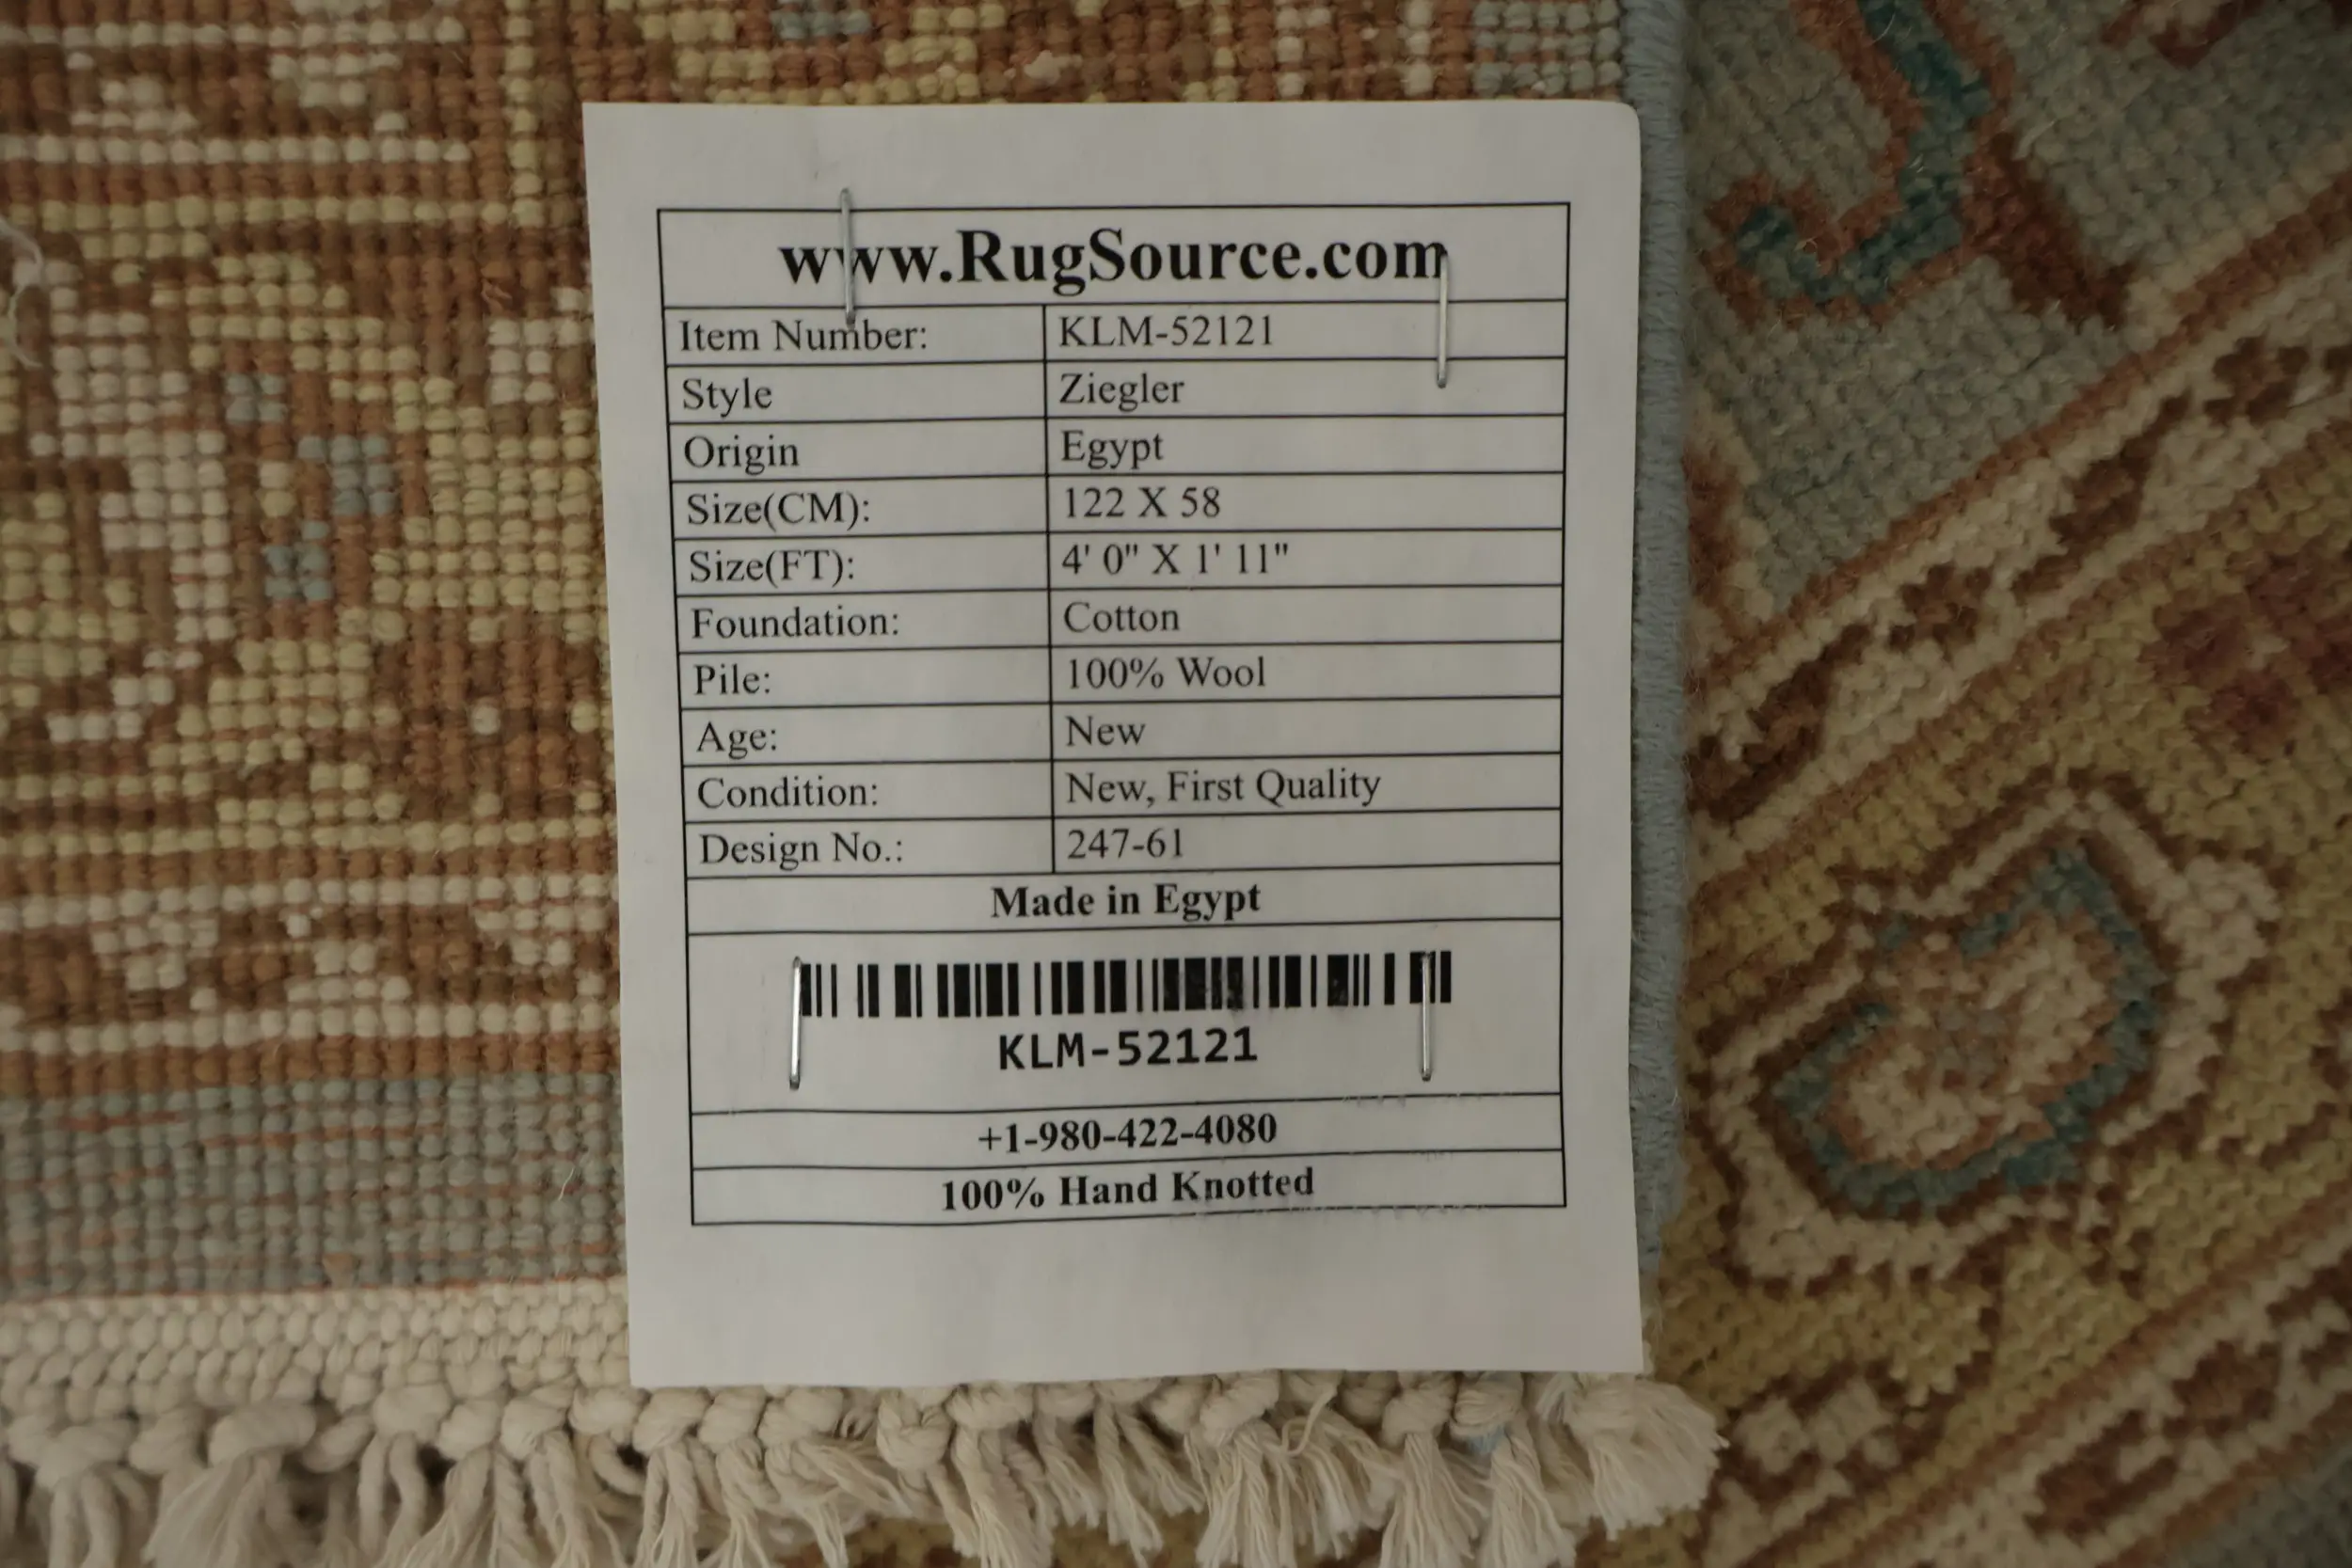 www.RugSource.com
Item Number: KLM-52121
Style Ziegler
Origin Egypt
Size(CM): 122 X 58
Size(FT): 4' 0" X 1' 11"
Foundation: Cotton
Pile: 100% Wool
Age: New
Condition: New, First Quality
Design No.: 247-61
Made in Egypt
KLM-52121
+1-980-422-4080
100% Hand Knotted